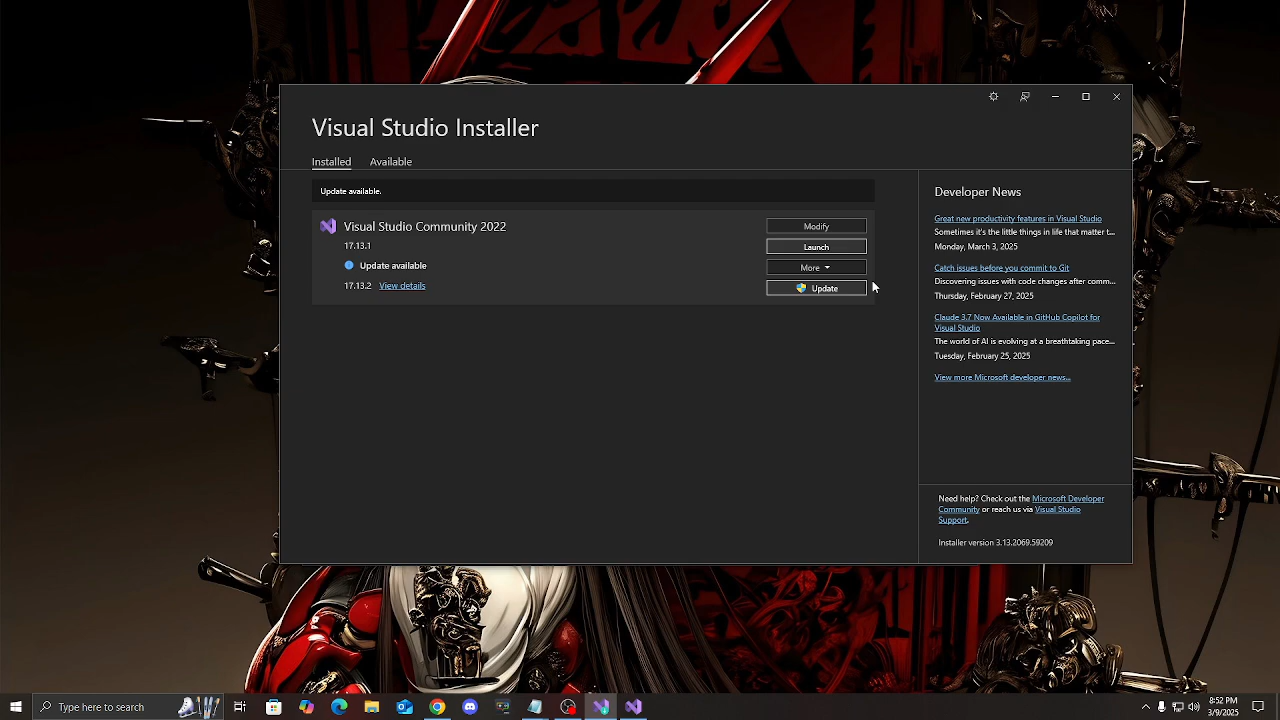 Visual Studio Installer
Installed
Available
Update available.
Visual Studio Community 2022
17.13.1
Update available
17.13.2 View details
Modify
Launch
More
Update
Developer News
Great new productivity features in Visual Studio
Sometimes it's the little things in life that matter t...
Monday, March 3, 2025
Catch issues before you commit to Git
Discovering issues with code changes after comm...
Thursday, February 27, 2025
Claude 3.7 Now Available in GitHub Copilot for
Visual Studio
The world of AI is evolving at a breathtaking pace...
Tuesday, February 25, 2025
View more Microsoft developer news...
Need help? Check out the Microsoft Developer
Community or reach us via Visual Studio
Support.
Installer version 3.13.2069.59209
Type here to search
8:52 PM
3/9/2025